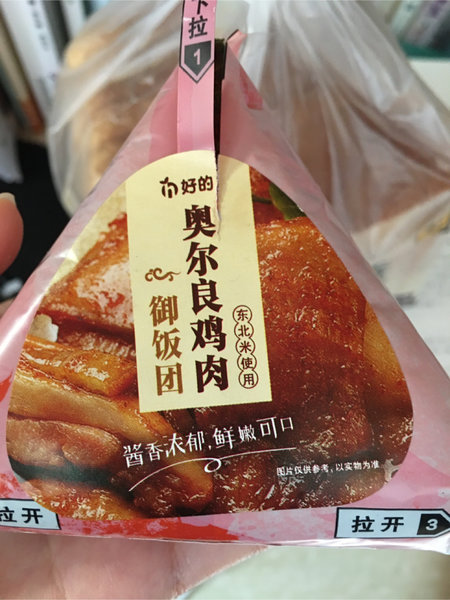 下拉
1
好的
奥尔良鸡肉
御饭团
东北米使用
酱香浓郁,鲜嫩可口
图片仅供参考，以实物为准
拉开
拉开 3